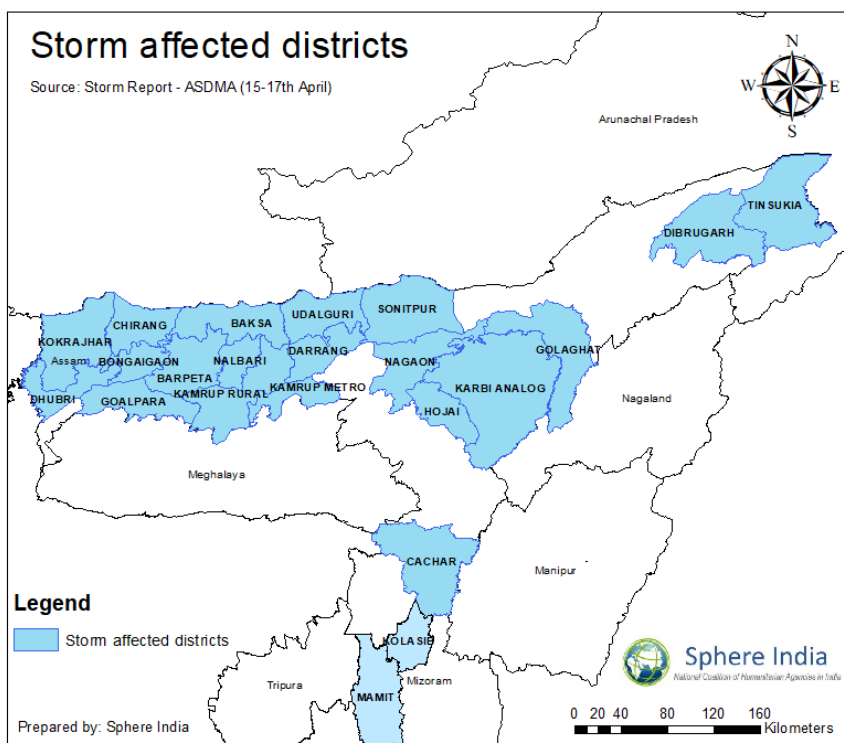 Storm affected districts
Source: Storm Report - ASDMA (15-17th April)
N
W E
S
Arunachal Pradesh
TINSUKIA
DIBRUGARH
SONITPUR
UDALGURI
BAKSA
CHIRANG
KOKRAJHAR
Assam
BONGAIGAON
NALBARI
DARRANG
NAGAON
GOLAGHAT
BARPETA
KAMRUP RURAL
KAMRUP METRO
KARBI ANALOG
DHUBRI
GOALPARA
HOJAI
Nagaland
Meghalaya
CACHAR
Manipur
Legend
Storm affected districts
KOLASIB
Tripura
MAMIT
Mizoram
Sphere India
National Coalition of Humanitarian Agencies in India
Prepared by: Sphere India
0 20 40 80 120 160
Kilometers